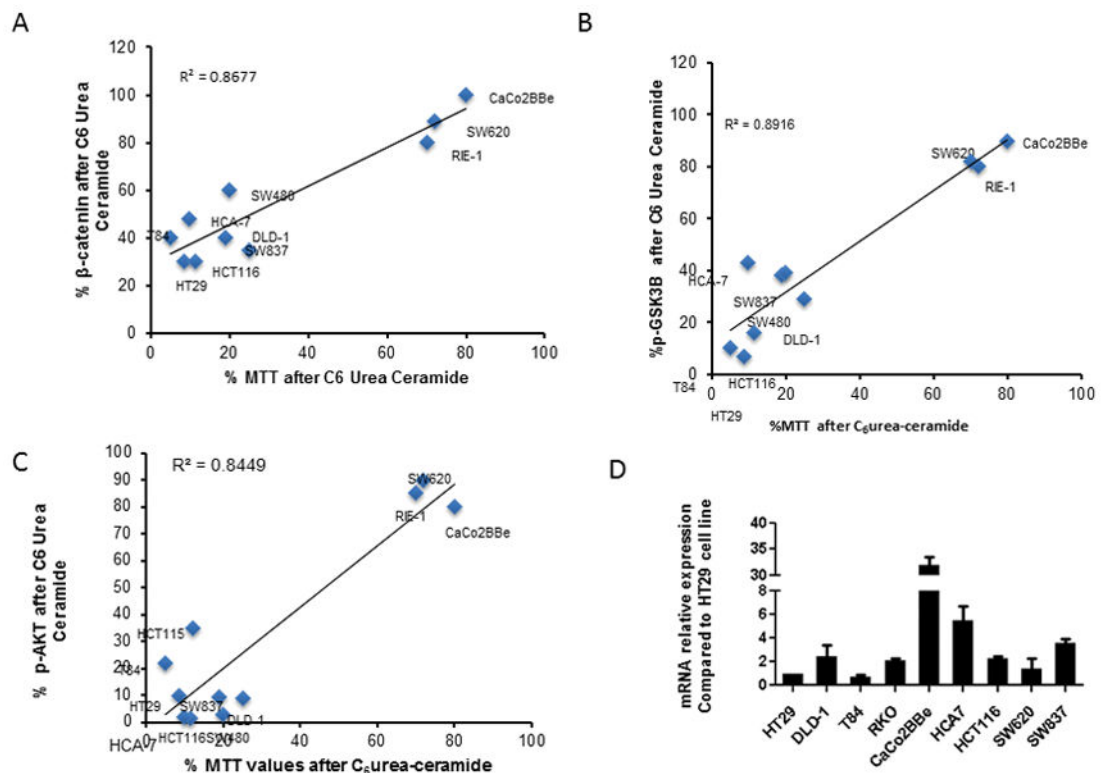 A
120
100
80
60
40
20
0
0 20 40 60 80 100
R² = 0.8677
CaCo2BBe
SW620
RIE-1
SW480
HCA-7
T84
DLD-1
SW837
HCT116
HT29
% β-catenin after C6 Urea
Ceramide
% MTT after C6 Urea Ceramide
B
120
100
80
60
40
20
0
0 20 40 60 80 100
R² = 0.8916
SW620
CaCo2BBe
RIE-1
HCA-7
SW837
SW480
DLD-1
HCT116
T84
HT29
%p-GSK3B after C6 Urea Ceramide
%MTT after C₆urea-ceramide
C
100
90
80
70
60
50
40
30
20
10
0
0 20 40 60 80 100
R² = 0.8449
SW620
RIE-1
CaCo2BBe
HCT115
T84
HT29
SW837
DLD-1
HCA-7
HCT116
SW480
% p-AKT after C6 Urea
Ceramide
% MTT values after C₆urea-ceramide
D
40
35
30
8
6
4
2
0
mRNA relative expression
Compared to HT29 cell line
HT29
DLD-1
T84
RKO
CaCo2BBe
HCA7
HCT116
SW620
SW837